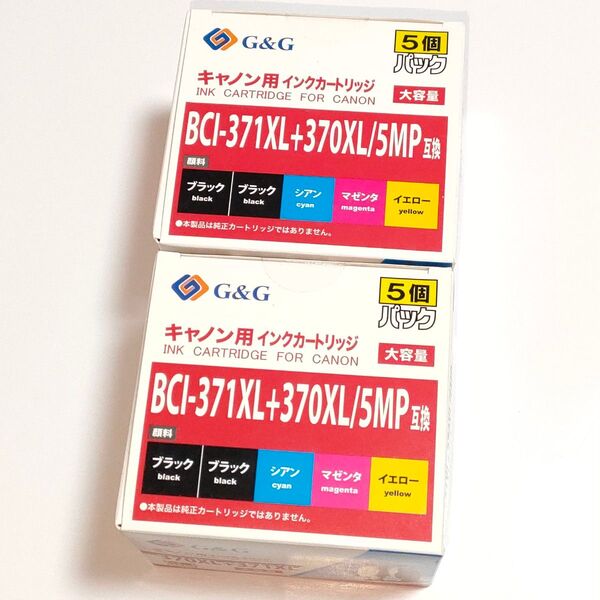 G&G
5個
パック
キャノン用インクカートリッジ
INK CARTRIDGE FOR CANON
大容量
BCI-371XL+370XL/5MP互換
顔料
ブラック ブラック シアン マゼンタ イエロー
black black cyan magenta yellow
●本製品は純正カートリッジではありません。
G&G
5個
パック
キャノン用インクカートリッジ
INK CARTRIDGE FOR CANON
大容量
BCI-371XL+370XL/5MP互換
顔料
ブラック ブラック シアン マゼンタ イエロー
black black cyan magenta yellow
●本製品は純正カートリッジではありません。
G&G